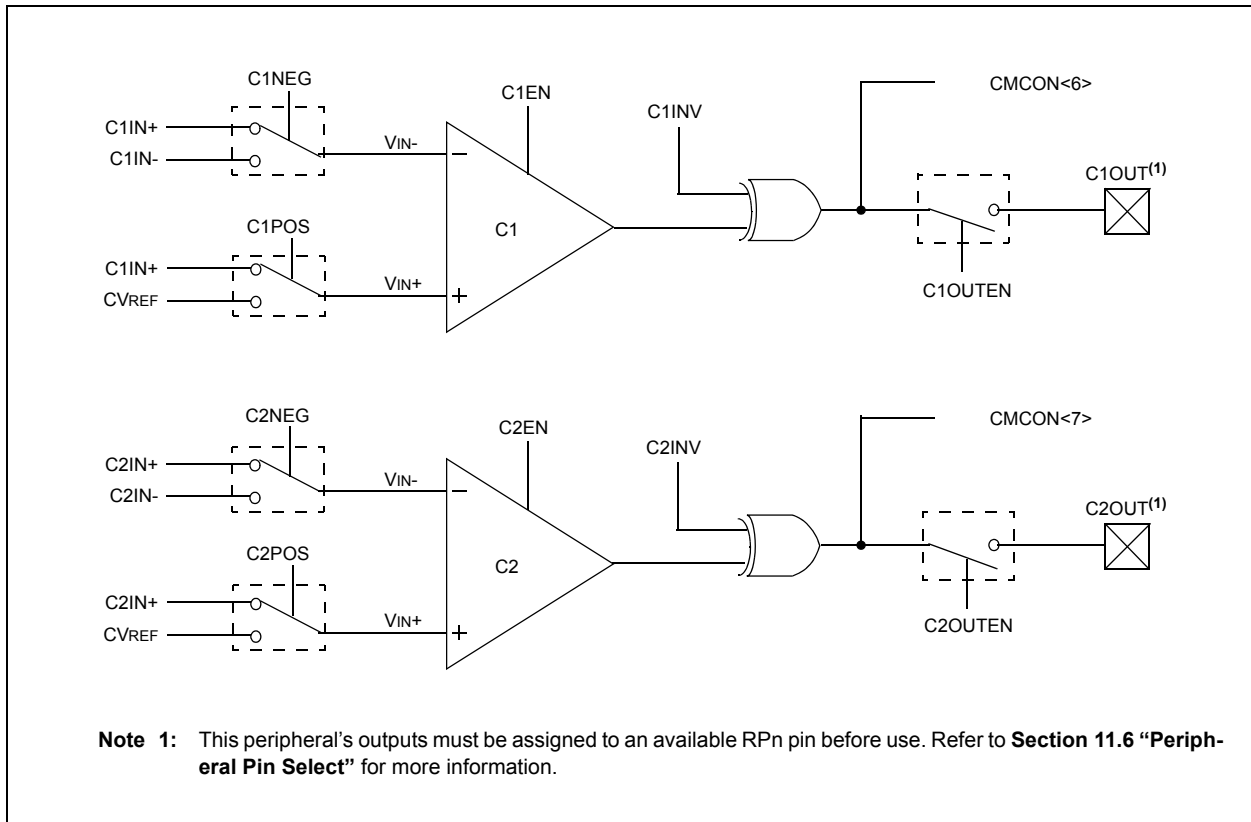 C1NEG
C1EN
C1INV
CMCON<6>
C1IN+
C1IN-
VIN-
–
C1OUT(1)
C1POS
C1
C1IN+
CVREF
VIN+
+
C1OUTEN
C2NEG
C2EN
C2INV
CMCON<7>
C2IN+
C2IN-
VIN-
–
C2OUT(1)
C2POS
C2
C2IN+
CVREF
VIN+
+
C2OUTEN
Note 1: This peripheral's outputs must be assigned to an available RPn pin before use. Refer to Section 11.6 “Periph-
eral Pin Select” for more information.